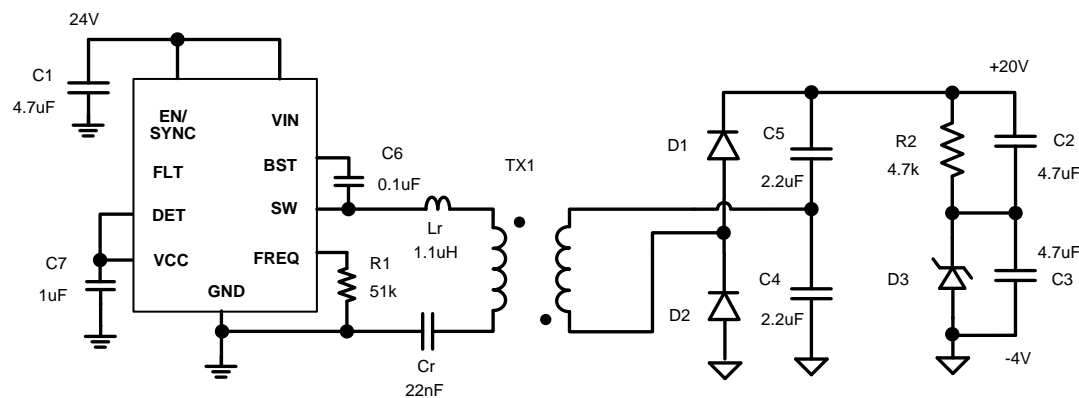 24V
C1
4.7uF
EN/
SYNC
VIN
FLT
BST
DET
SW
VCC
FREQ
GND
C7
1uF
C6
0.1uF
Lr
1.1uH
R1
51k
Cr
22nF
TX1
D1
D2
C5
2.2uF
C4
2.2uF
+20V
R2
4.7k
C2
4.7uF
D3
4.7uF
C3
-4V